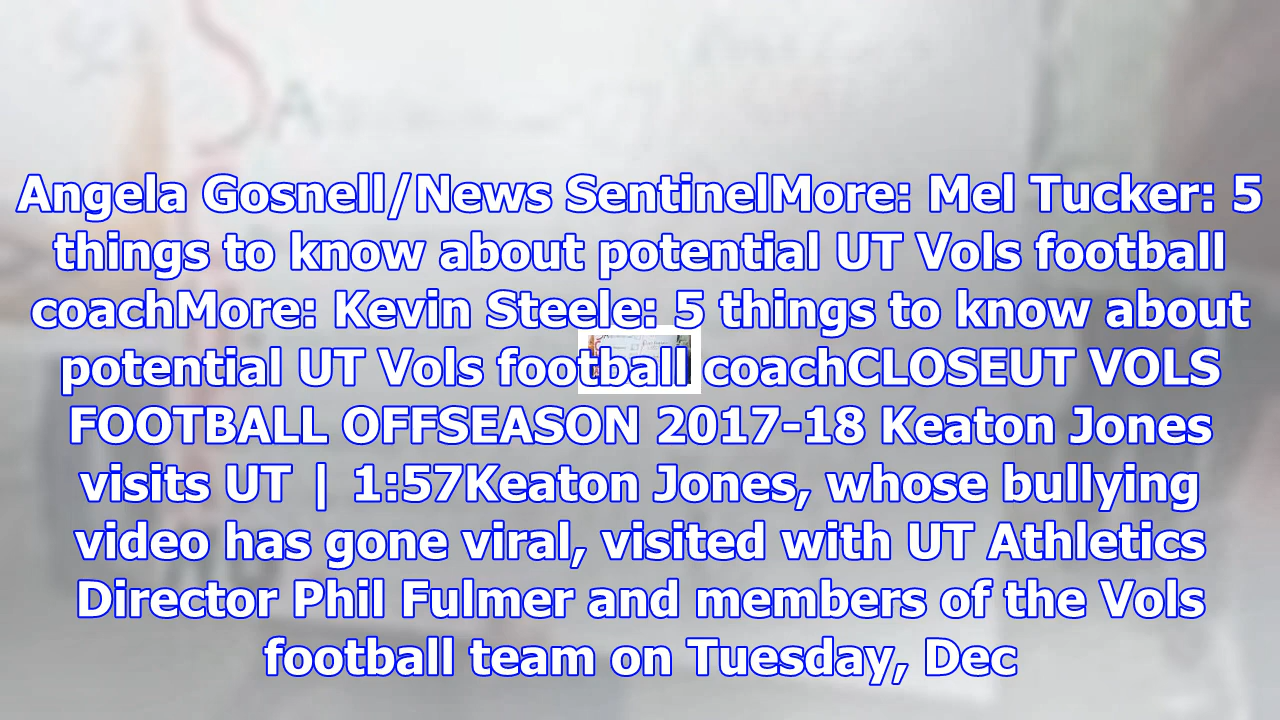 Angela Gosnell/News SentinelMore: Mel Tucker: 5
things to know about potential UT Vols football
coachMore: Kevin Steele: 5 things to know about
potential UT Vols football coachCLOSEUT VOLS
FOOTBALL OFFSEASON 2017-18 Keaton Jones
visits UT | 1:57Keaton Jones, whose bullying
video has gone viral, visited with UT Athletics
Director Phil Fulmer and members of the Vols
football team on Tuesday, Dec